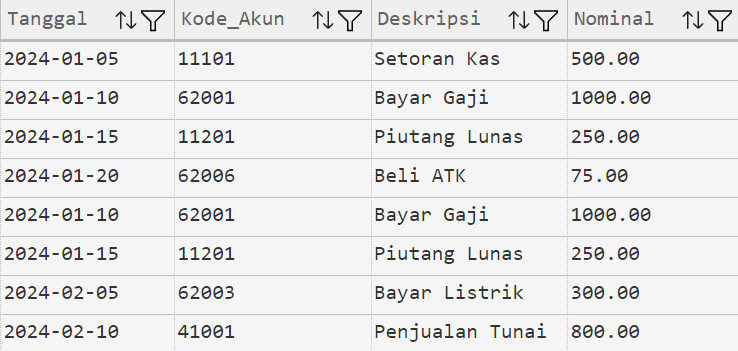 Tanggal Kode_Akun Deskripsi Nominal
2024-01-05 11101 Setoran Kas 500.00
2024-01-10 62001 Bayar Gaji 1000.00
2024-01-15 11201 Piutang Lunas 250.00
2024-01-20 62006 Beli ATK 75.00
2024-01-10 62001 Bayar Gaji 1000.00
2024-01-15 11201 Piutang Lunas 250.00
2024-02-05 62003 Bayar Listrik 300.00
2024-02-10 41001 Penjualan Tunai 800.00